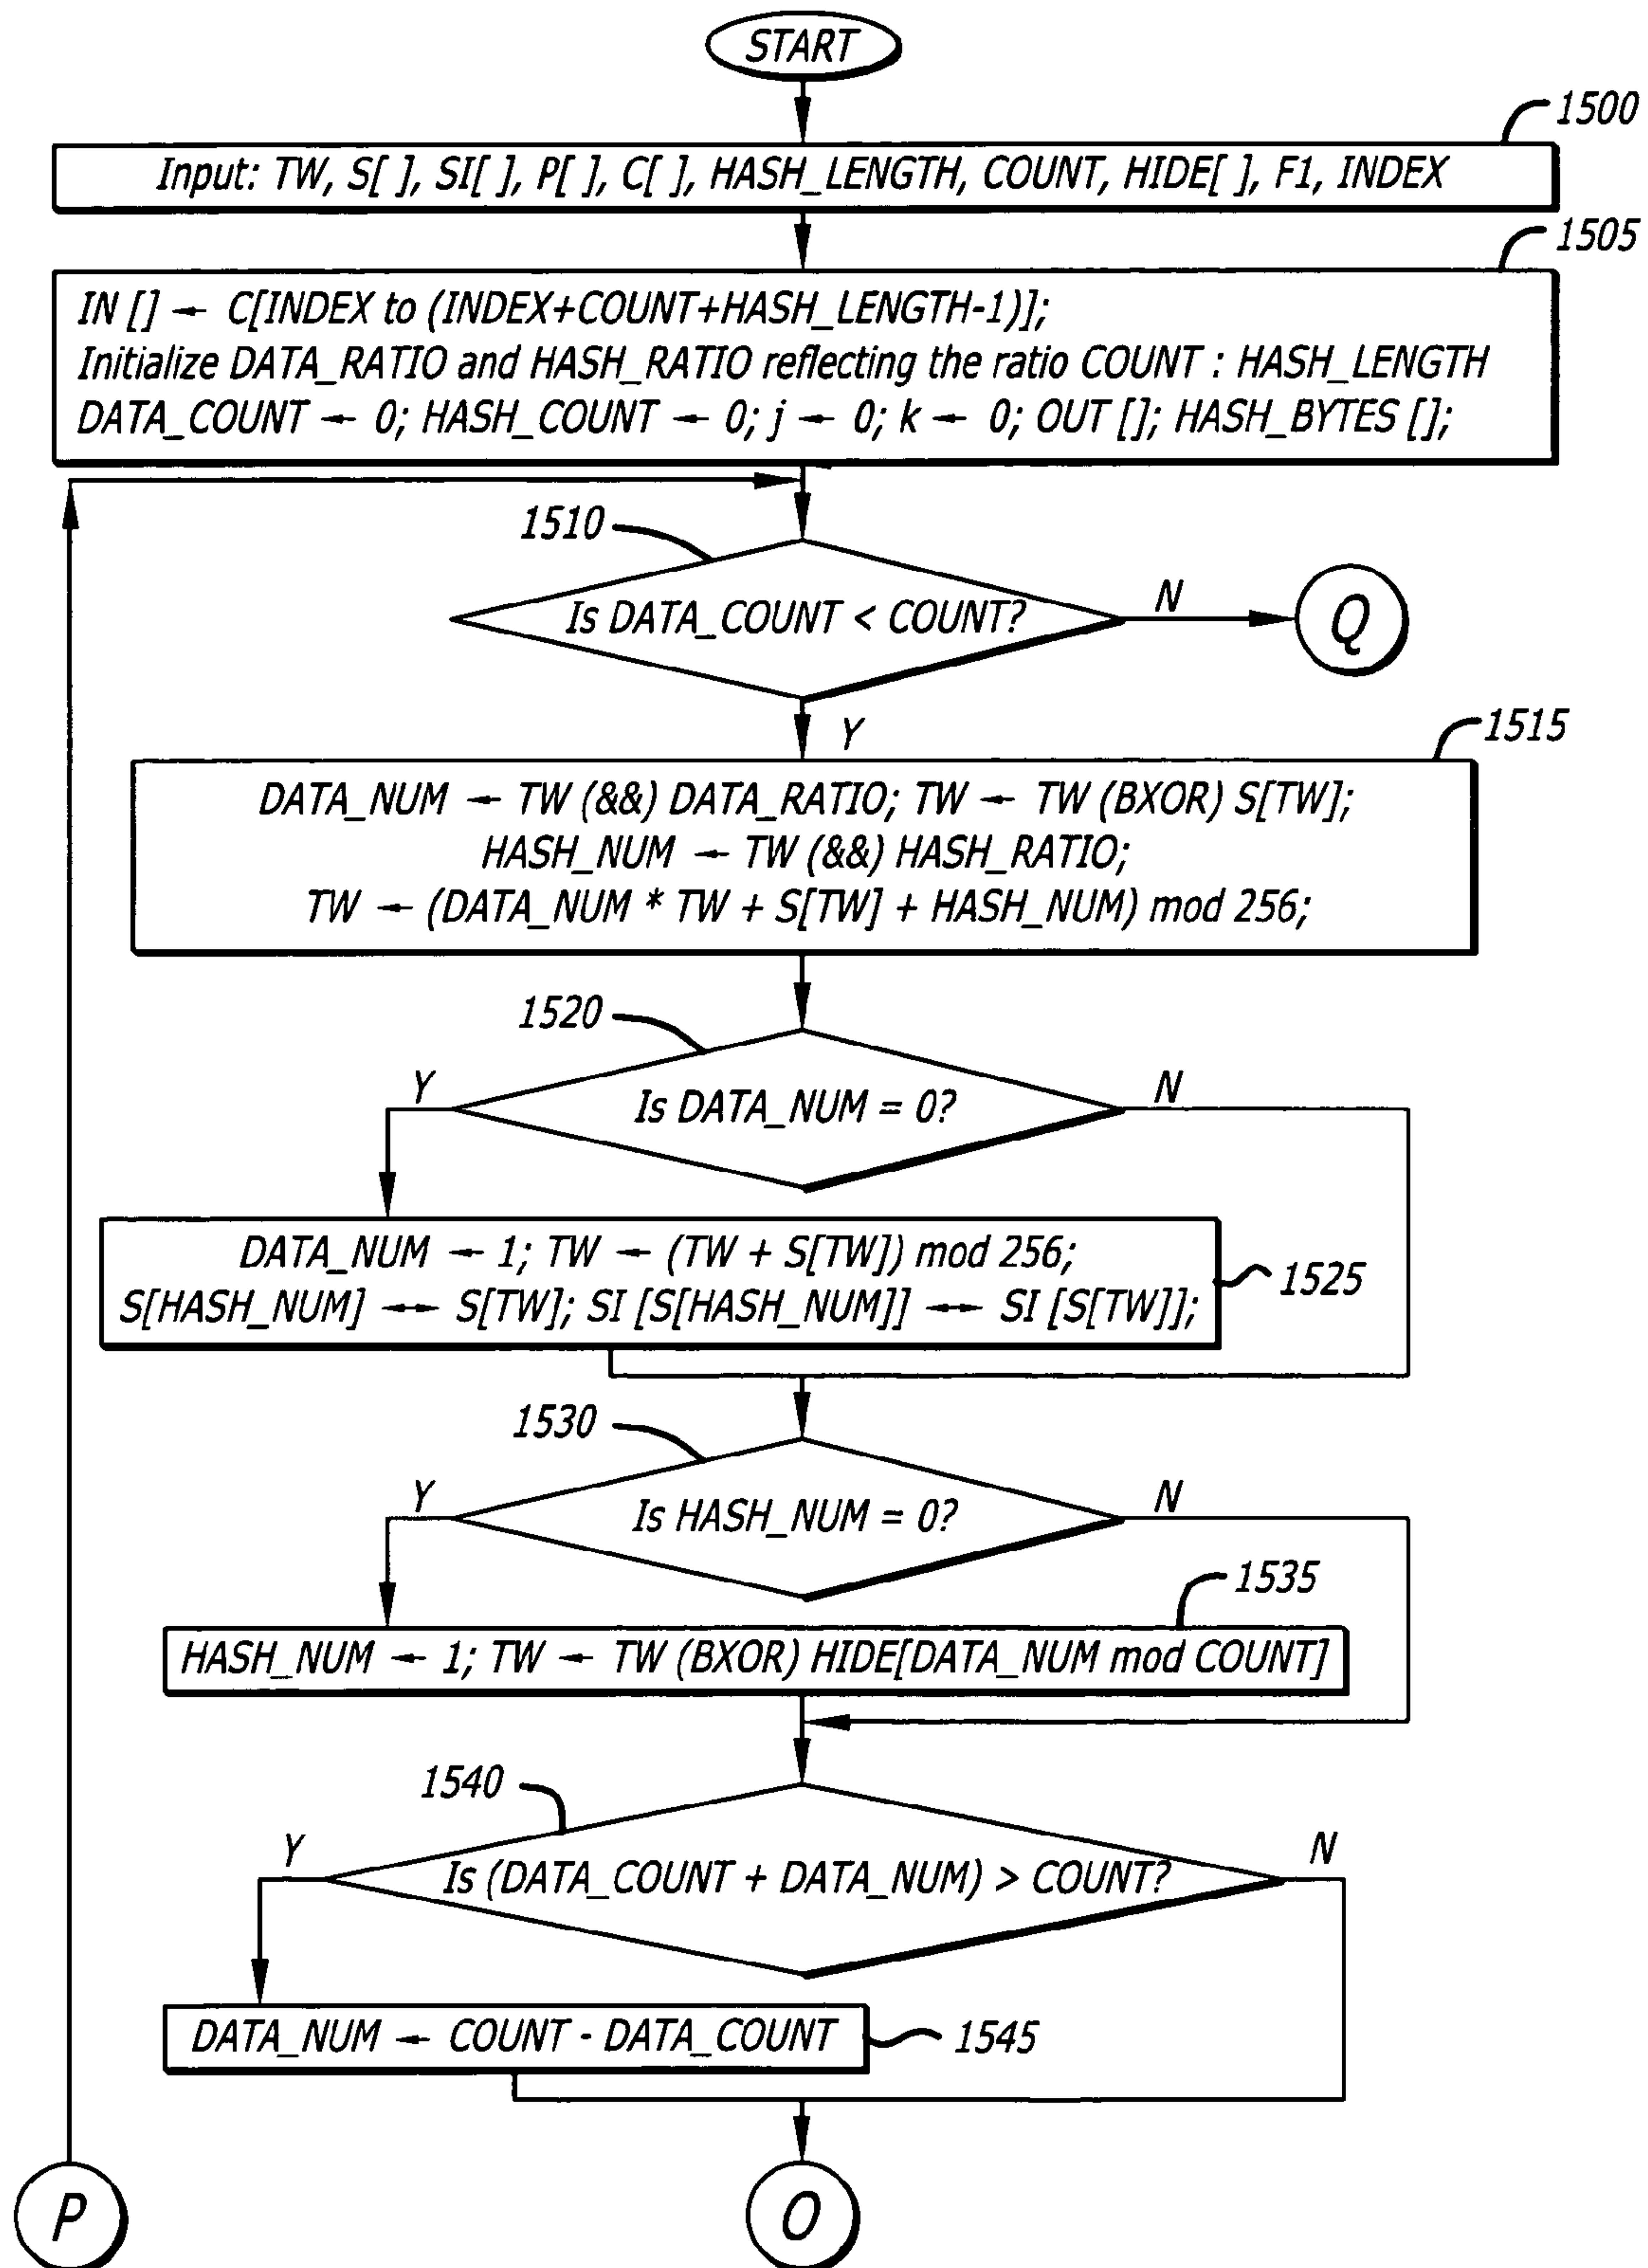 START
1500
Input: TW, S[ ], SI[ ], P[ ], C[ ], HASH_LENGTH, COUNT, HIDE[ ], F1, INDEX
1505
IN [] ← C[INDEX to (INDEX+COUNT+HASH_LENGTH-1)];
Initialize DATA_RATIO and HASH_RATIO reflecting the ratio COUNT : HASH_LENGTH
DATA_COUNT ← 0; HASH_COUNT ← 0; j ← 0; k ← 0; OUT []; HASH_BYTES [];
1510
Is DATA_COUNT < COUNT?
N
Q
Y
1515
DATA_NUM ← TW (&&) DATA_RATIO; TW ← TW (BXOR) S[TW];
HASH_NUM ← TW (&&) HASH_RATIO;
TW ← (DATA_NUM * TW + S[TW] + HASH_NUM) mod 256;
1520
Y
Is DATA_NUM = 0?
N
DATA_NUM ← 1; TW ← (TW + S[TW]) mod 256;
S[HASH_NUM] ↔ S[TW]; SI [S[HASH_NUM]] ↔ SI [S[TW]];
1525
1530
Y
Is HASH_NUM = 0?
N
1535
HASH_NUM ← 1; TW ← TW (BXOR) HIDE[DATA_NUM mod COUNT]
1540
Y
Is (DATA_COUNT + DATA_NUM) > COUNT?
N
DATA_NUM ← COUNT - DATA_COUNT
1545
P
O